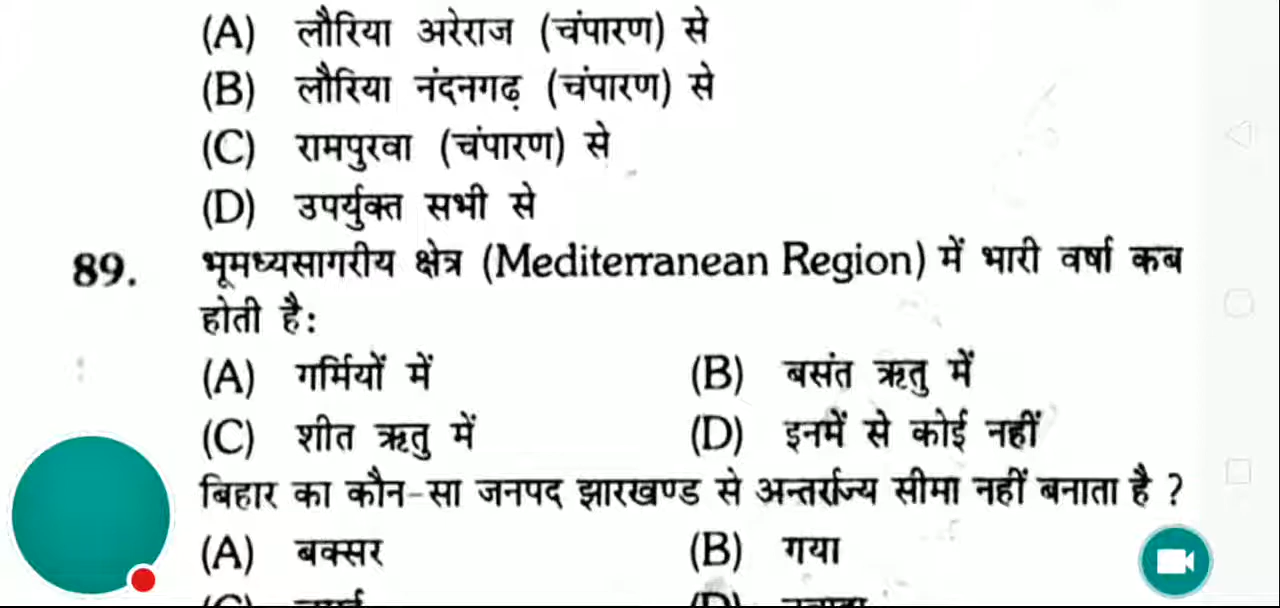 (A) लौरिया अरेराज (चंपारण) से
(B) लौरिया नंदनगढ़ (चंपारण) से
(C) रामपुरवा (चंपारण) से
(D) उपर्युक्त सभी से
89. भूमध्यसागरीय क्षेत्र (Mediterranean Region) में भारी वर्षा कब
होती है:
(A) गर्मियों में (B) बसंत ऋतु में
(C) शीत ऋतु में (D) इनमें से कोई नहीं
बिहार का कौन-सा जनपद झारखण्ड से अन्तर्राज्य सीमा नहीं बनाता है ?
(A) बक्सर (B) गया